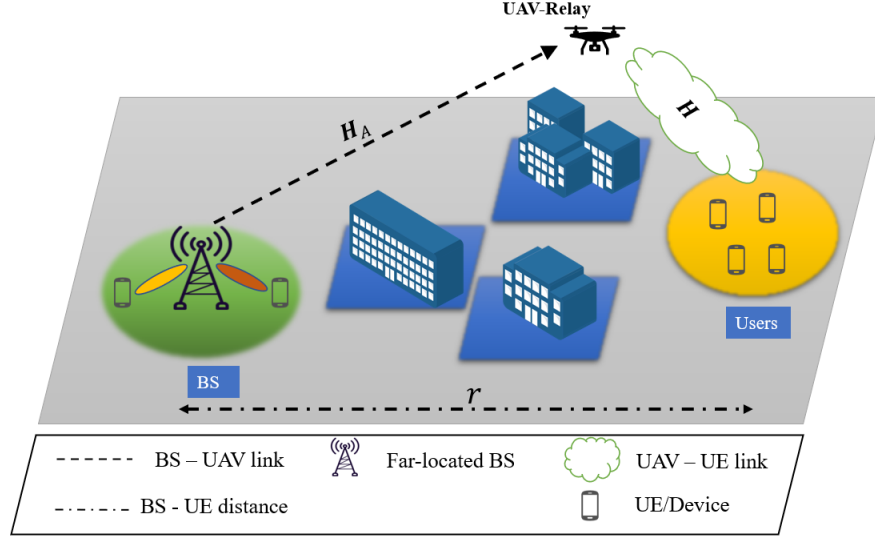 UAV-Relay
H_A
H
Users
BS
r
BS – UAV link
Far-located BS
UAV – UE link
BS - UE distance
UE/Device